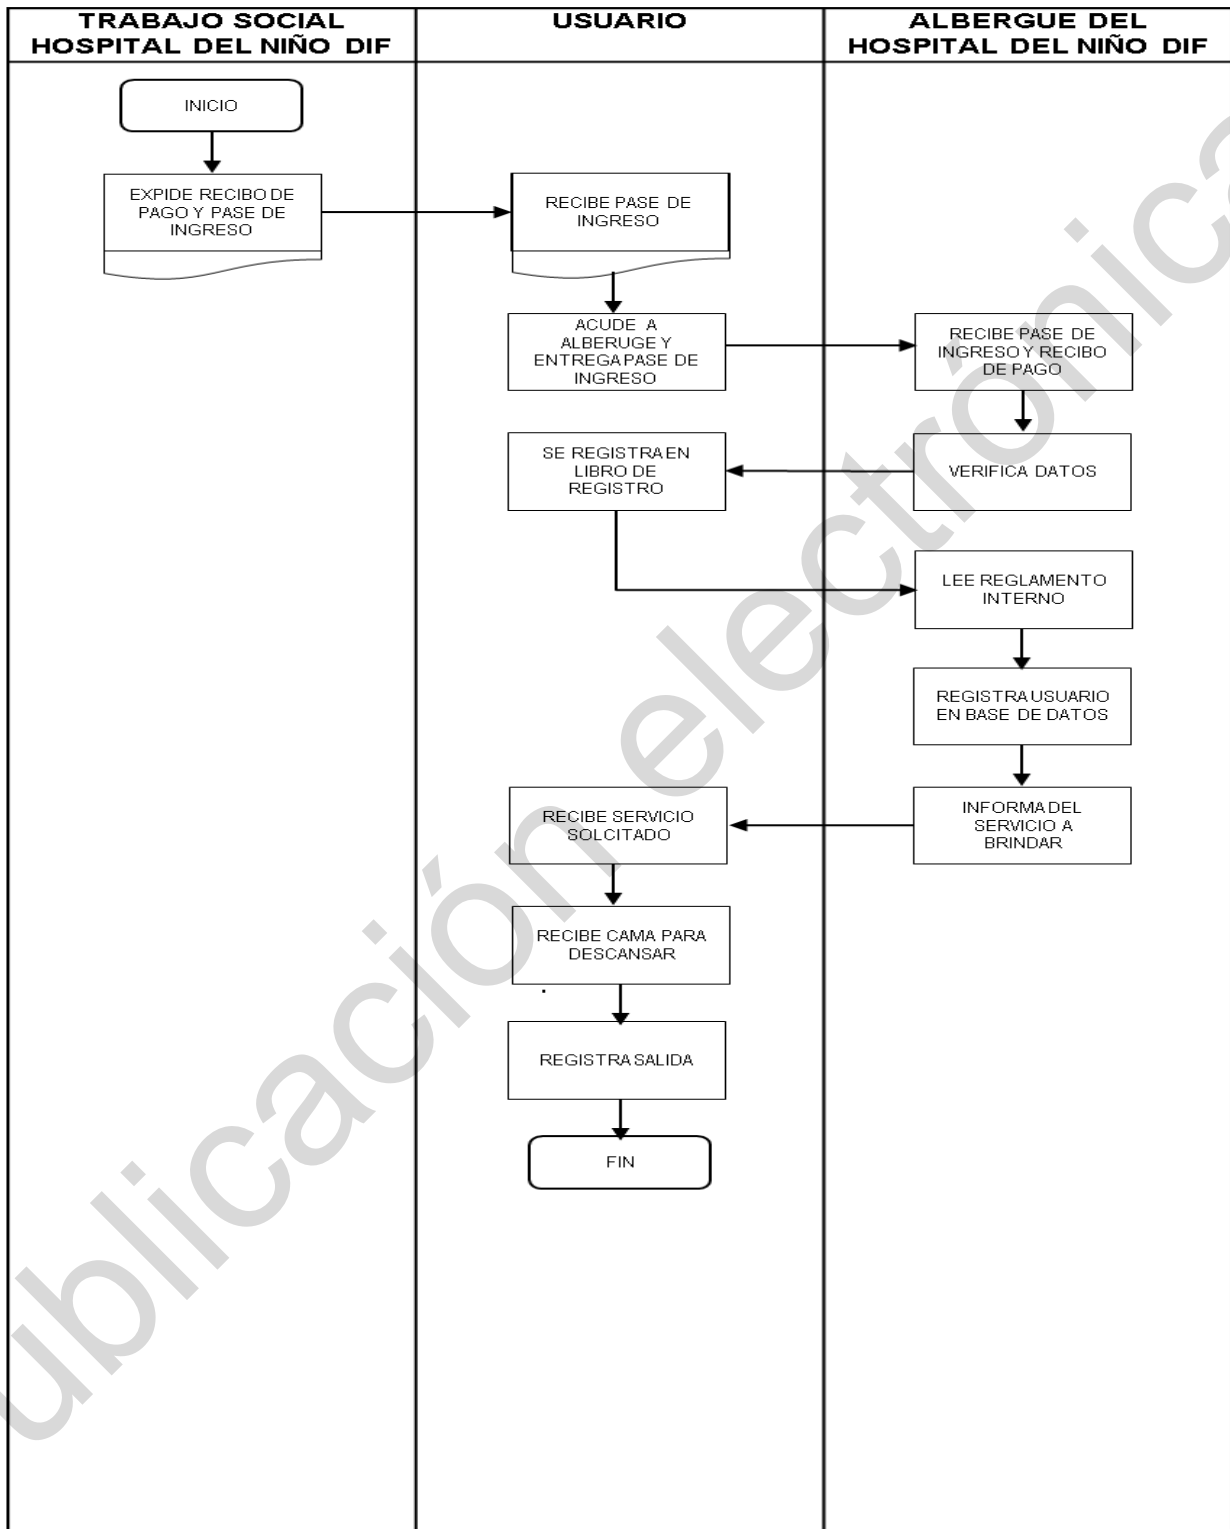 TRABAJO SOCIAL
HOSPITAL DEL NIÑO DIF
USUARIO
ALBERGUE DEL
HOSPITAL DEL NIÑO DIF
INICIO
EXPIDE RECIBO DE
PAGO Y PASE DE
INGRESO
RECIBE PASE DE
INGRESO
ACUDE A
ALBERUGE Y
ENTREGA PASE DE
INGRESO
RECIBE PASE DE
INGRESO Y RECIBO
DE PAGO
SE REGISTRA EN
LIBRO DE
REGISTRO
VERIFICA DATOS
LEE REGLAMENTO
INTERNO
REGISTRA USUARIO
EN BASE DE DATOS
RECIBE SERVICIO
SOLCITADO
INFORMA DEL
SERVICIO A
BRINDAR
RECIBE CAMA PARA
DESCANSAR
.
REGISTRA SALIDA
FIN
ublicación electrónica